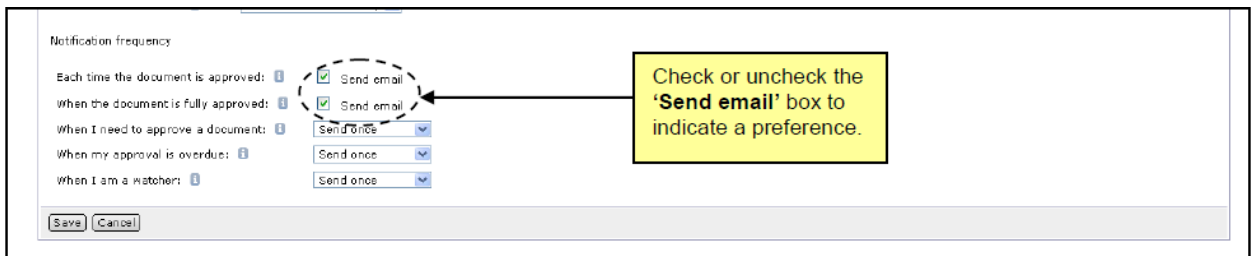 Notification frequency
Each time the document is approved: Send email
When the document is fully approved: Send email
When I need to approve a document: Send once
When my approval is overdue: Send once
When I am a watcher: Send once
Save Cancel
Check or uncheck the
‘Send email’ box to
indicate a preference.